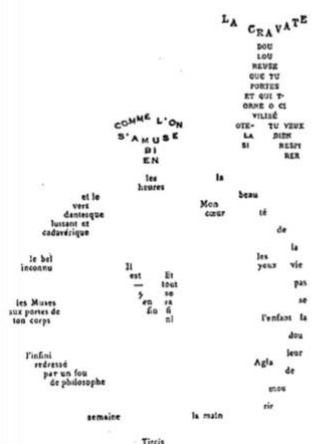 LA CRAVATE
DOU
LOU
REUSE
QUE TU
PORTES
ET QUI T'
ORNE O CI
VILISÉ
OTE- TU VEUX
LA BIEN
SI RESPI
RER
COMME L'ON
S'AMUSE
BI
EN
les
heures
la
beau
té
de
la
vie
pas
se
l'enfant la
dou
leur
de
mou
rir
Mon
cœur
les
yeux
et le
vers
dantesque
luisant et
cadavérique
le bel
inconnu
Il
est
—
5
en
fin
Et
tout
se
ra
fi
ni
les Muses
aux portes de
ton corps
l'infini
redressé
par un fou
de philosophe
Agla
semaine
la main
Tircis